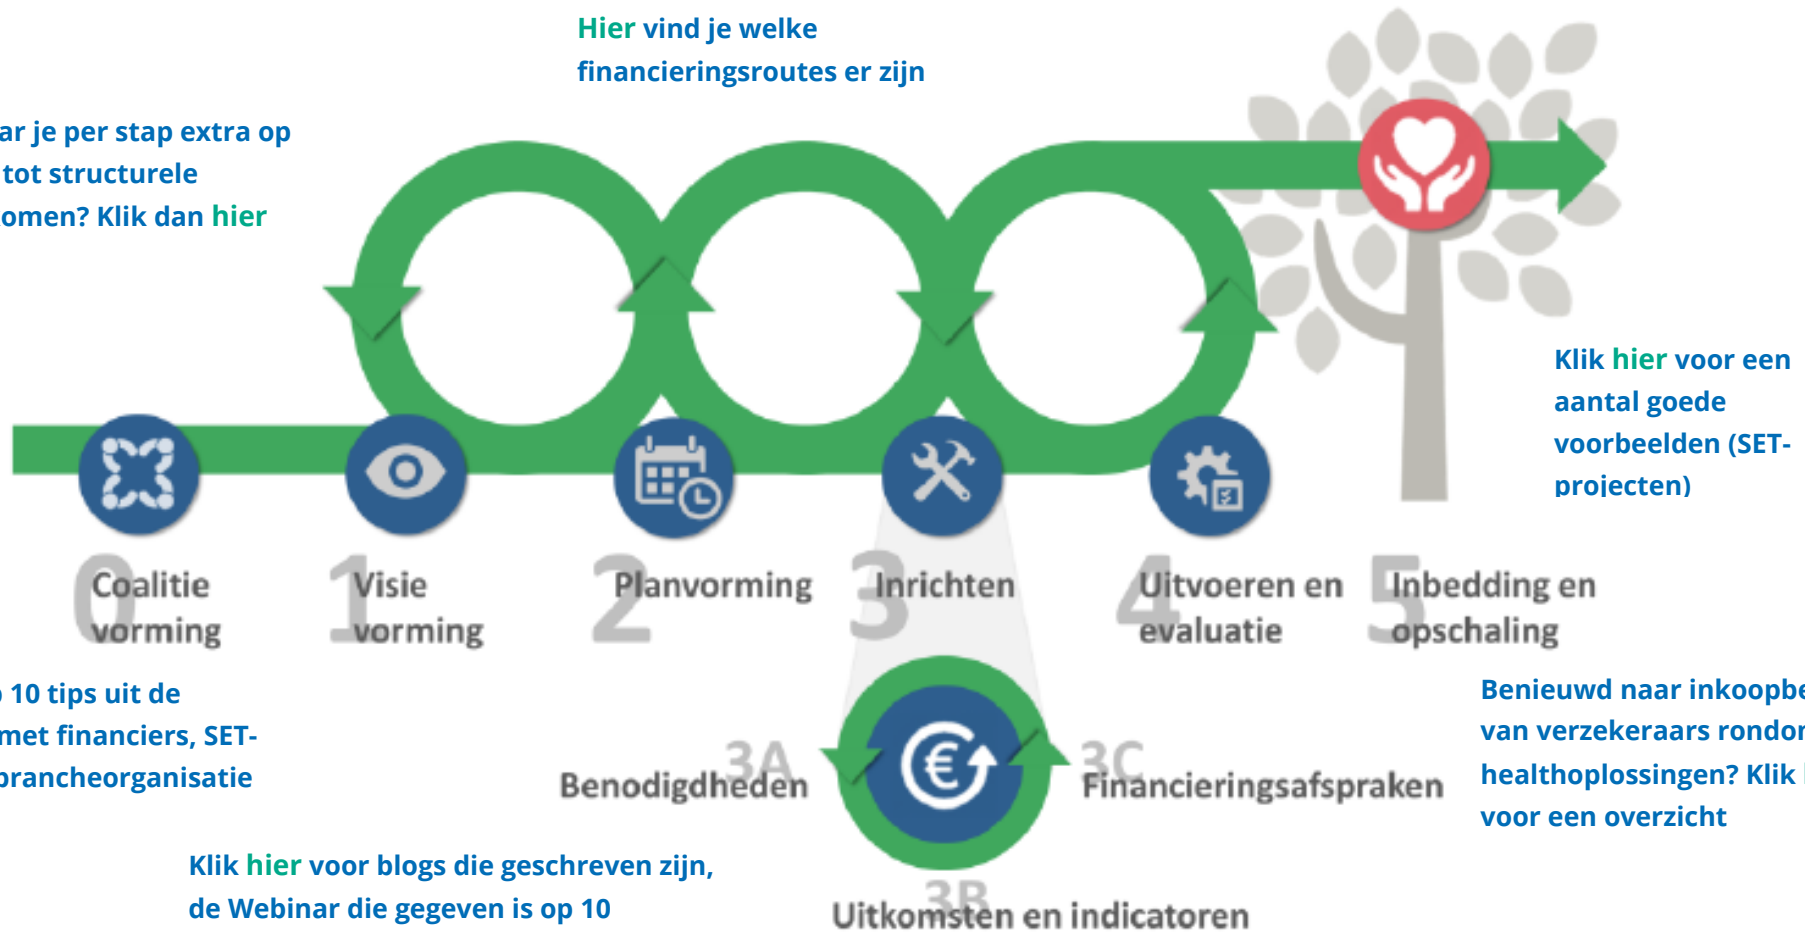 Hier vind je welke
financieringsroutes er zijn
je per stap extra op
tot structurele
komen? Klik dan hier
Klik hier voor een
aantal goede
voorbeelden (SET-
projecten)
0 Coalitie
vorming
1 Visie
vorming
2 Planvorming
3 Inrichten
4 Uitvoeren en
evaluatie
5 Inbedding en
opschaling
10 tips uit de
met financiers, SET-
brancheorganisatie
3A
Benodigdheden
3C
Financieringsafspraken
Benieuwd naar
van verzekeraars
healthoplossingen? Klik
voor een overzicht
Klik hier voor blogs die geschreven zijn,
de Webinar die gegeven is op 10
3B
Uitkomsten en indicatoren